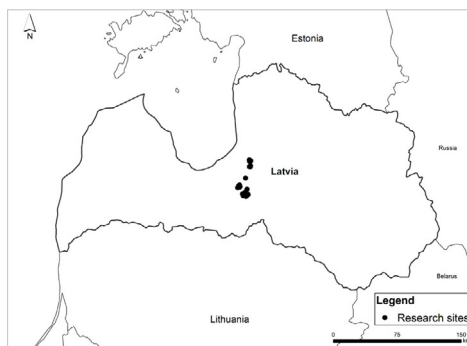 N
Estonia
Russia
Latvia
Belarus
Legend
Research sites
Lithuania
0 75 150